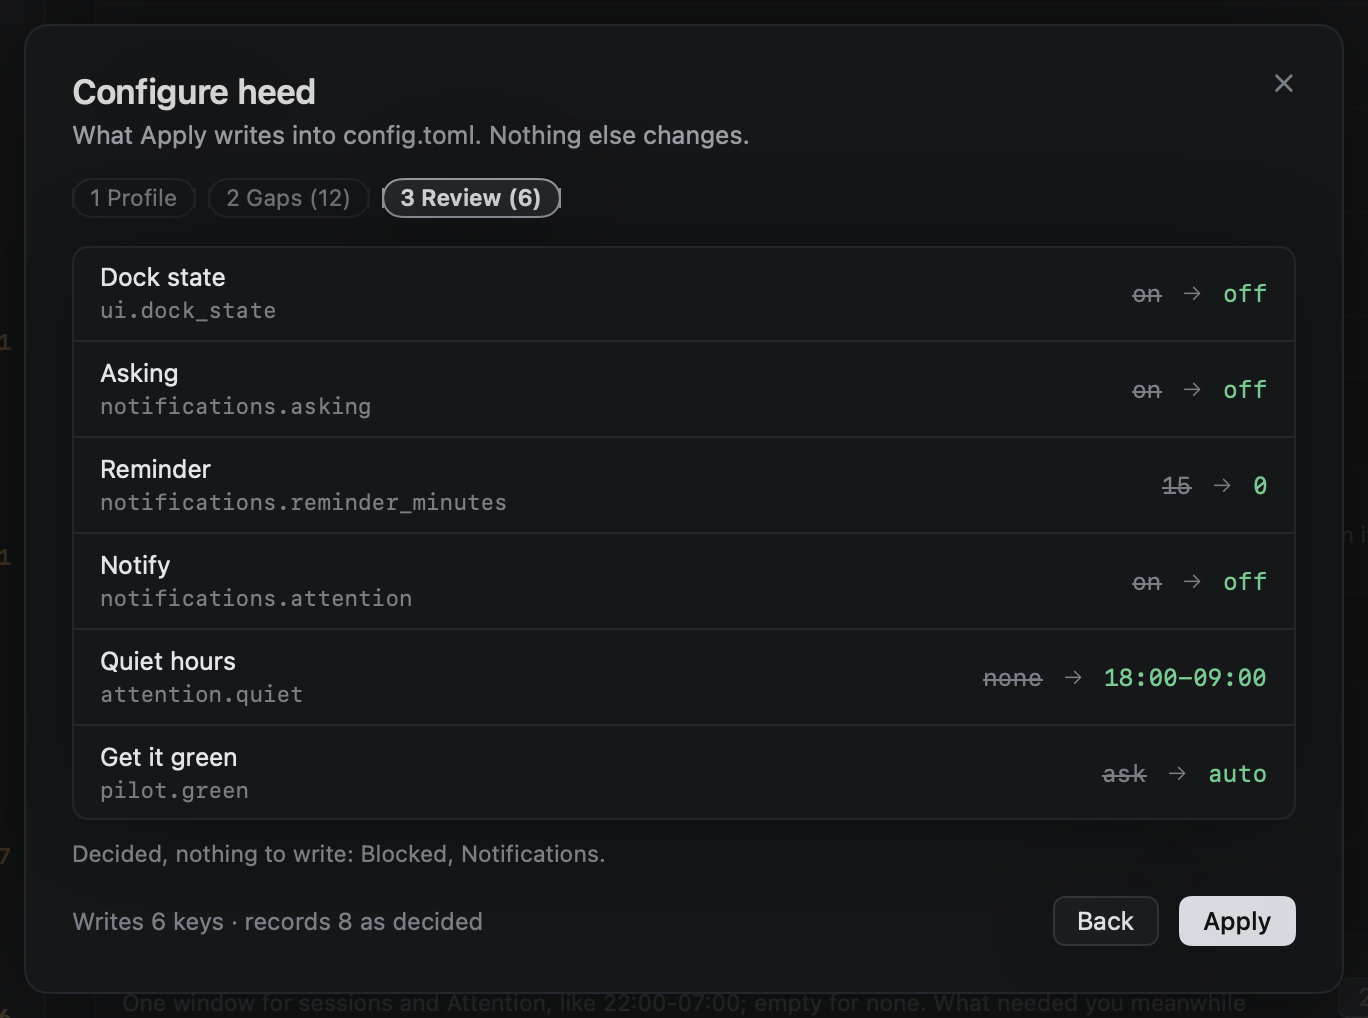 Configure heed
What Apply writes into config.toml. Nothing else changes.
1 Profile
2 Gaps (12)
3 Review (6)
Dock state
ui.dock_state
on → off
Asking
notifications.asking
on → off
Reminder
notifications.reminder_minutes
15 → 0
Notify
notifications.attention
on → off
Quiet hours
attention.quiet
none → 18:00–09:00
Get it green
pilot.green
ask → auto
Decided, nothing to write: Blocked, Notifications.
Writes 6 keys · records 8 as decided
Back
Apply
One window for sessions and Attention, like 22:00-07:00; empty for none. What needed you meanwhile